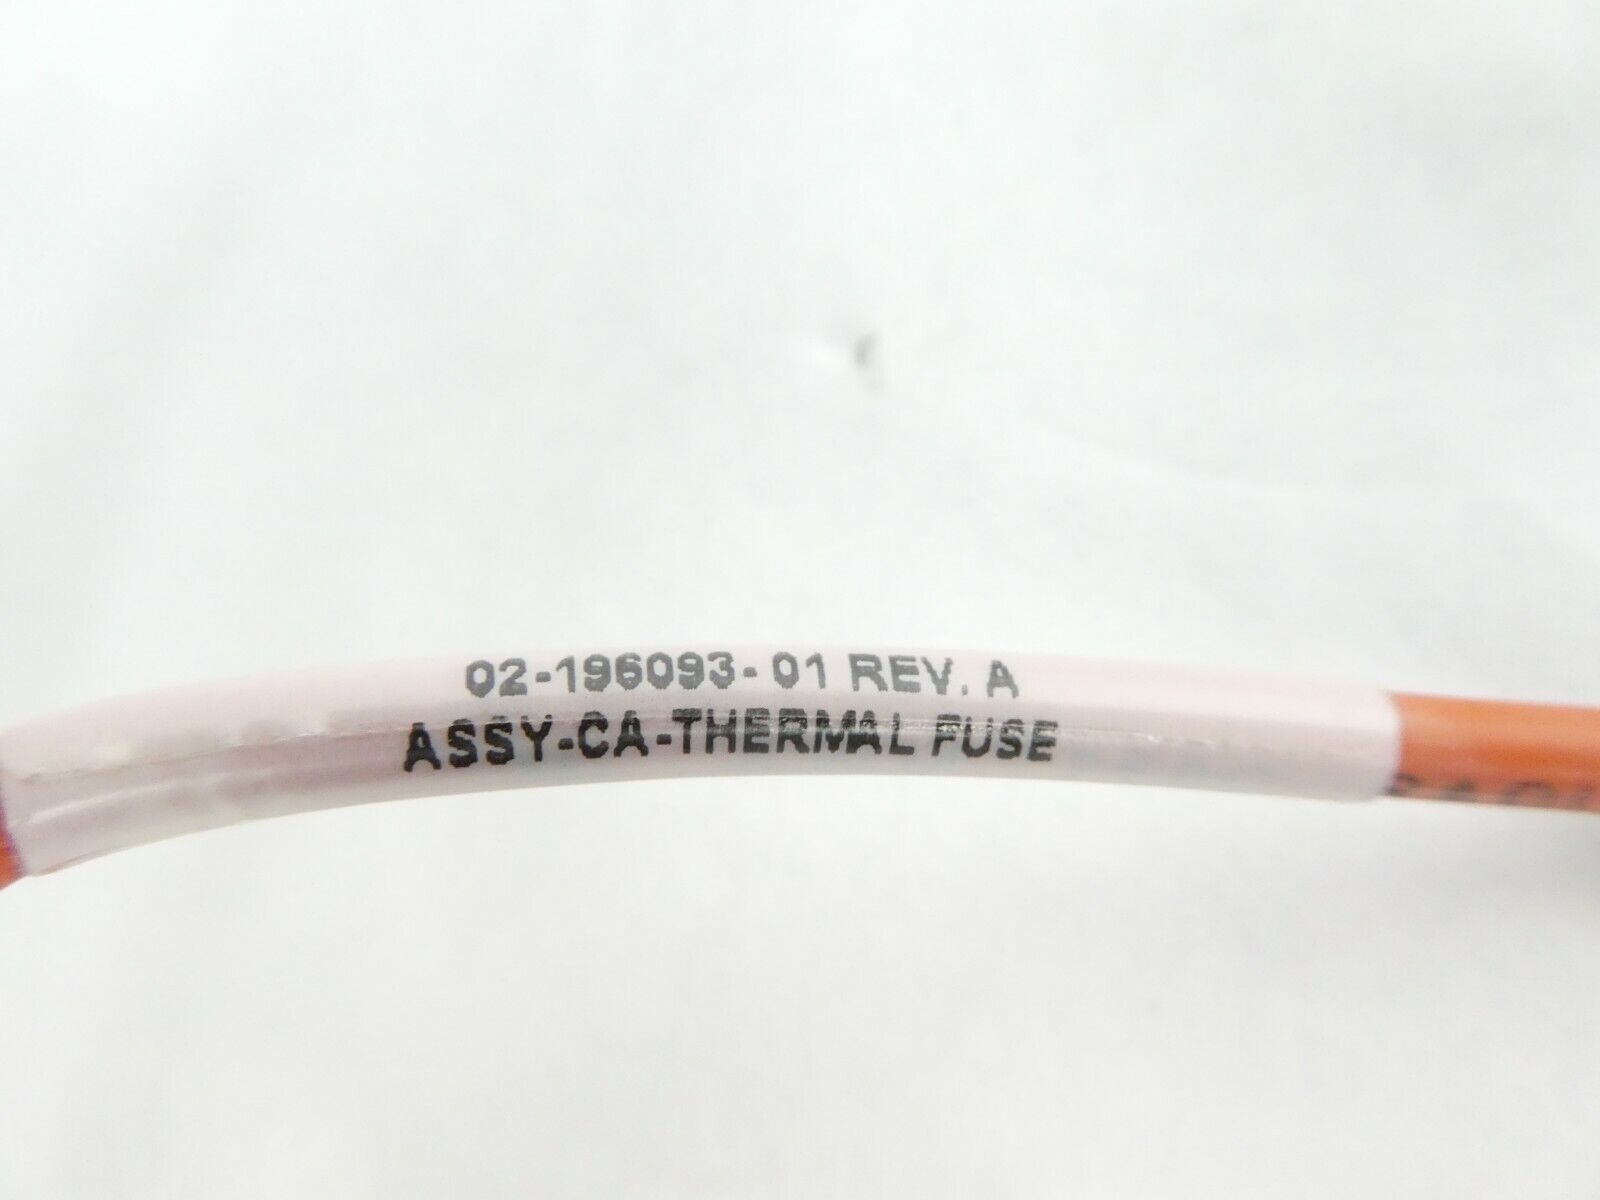 02-196093-01 REV. A
ASSY-CA-THERMAL FUSE